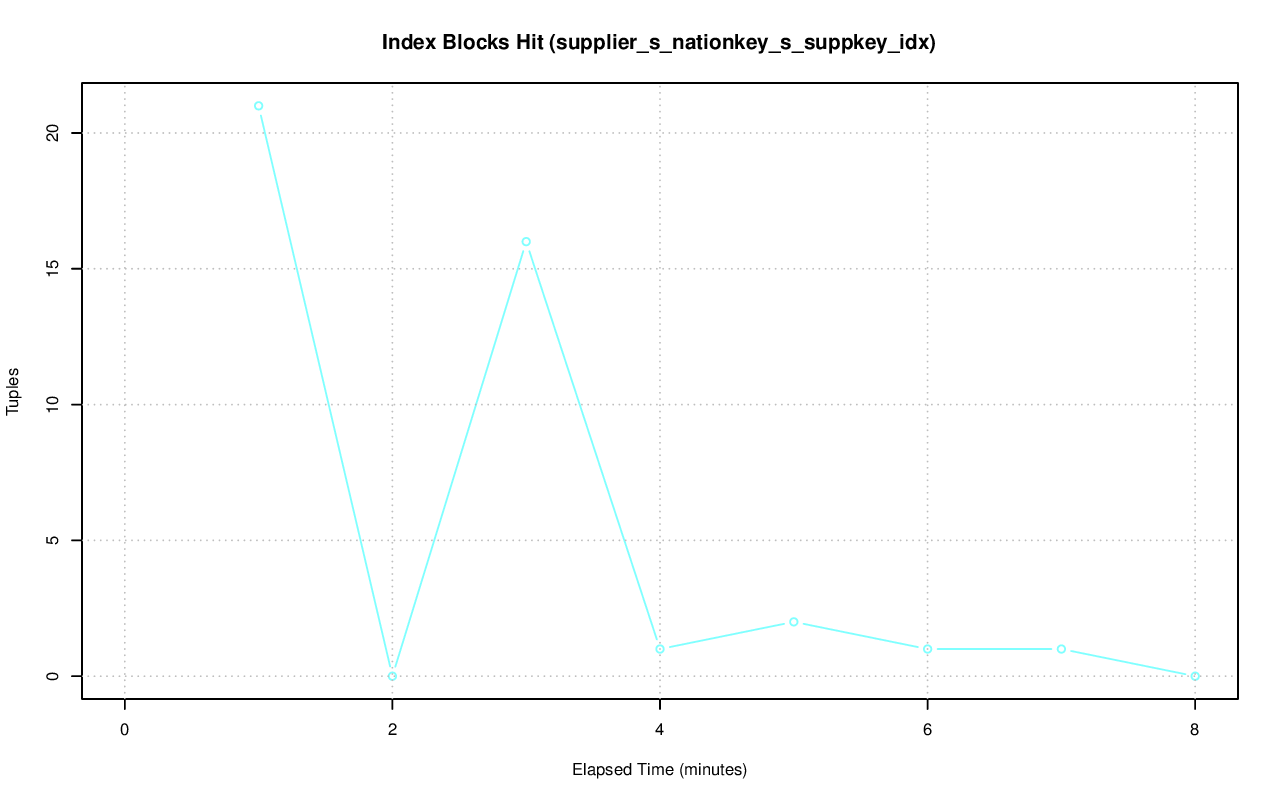 Index Blocks Hit (supplier_s_nationkey_s_suppkey_idx)
20
15
10
5
0
Tuples
0 2 4 6 8
Elapsed Time (minutes)